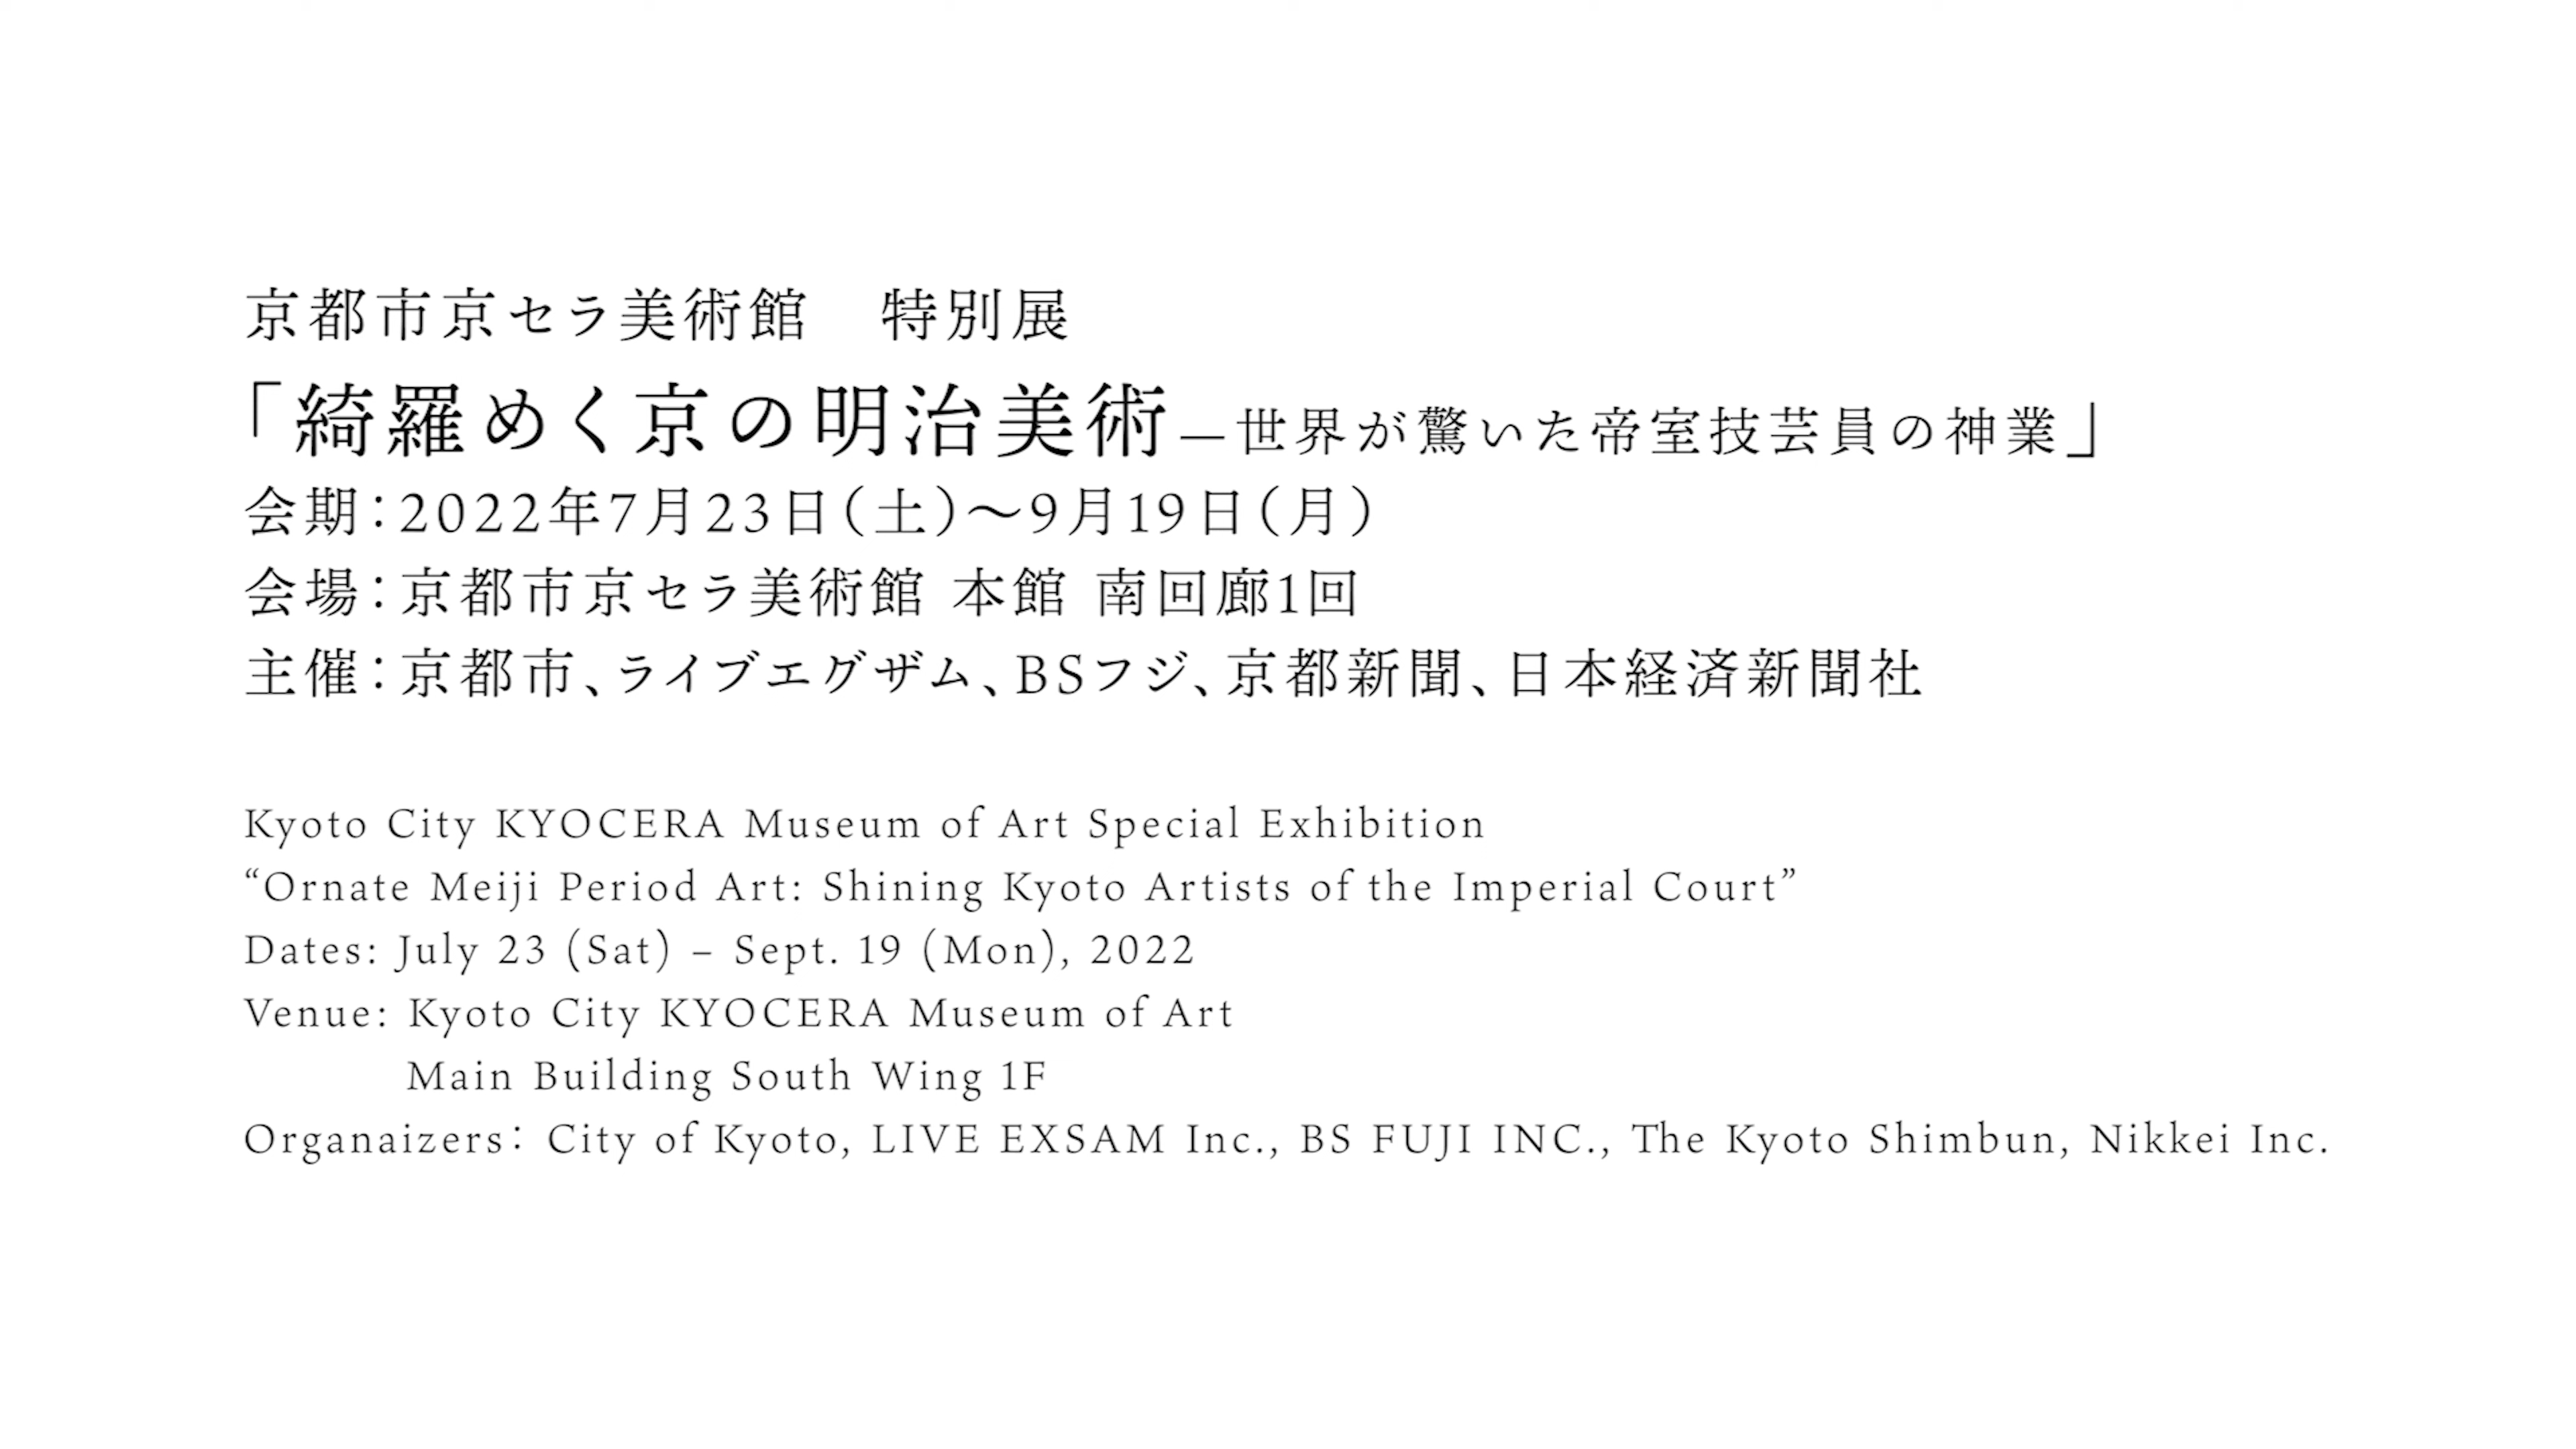 京都市京セラ美術館　特別展
「綺羅めく京の明治美術―世界が驚いた帝室技芸員の神業」
会期：2022年7月23日（土）〜9月19日（月）
会場：京都市京セラ美術館 本館 南回廊1回
主催：京都市、ライブエグザム、BSフジ、京都新聞、日本経済新聞社
Kyoto City KYOCERA Museum of Art Special Exhibition
“Ornate Meiji Period Art: Shining Kyoto Artists of the Imperial Court”
Dates: July 23 (Sat) – Sept. 19 (Mon), 2022
Venue: Kyoto City KYOCERA Museum of Art
Main Building South Wing 1F
Organaizers： City of Kyoto, LIVE EXSAM Inc., BS FUJI INC., The Kyoto Shimbun, Nikkei Inc.